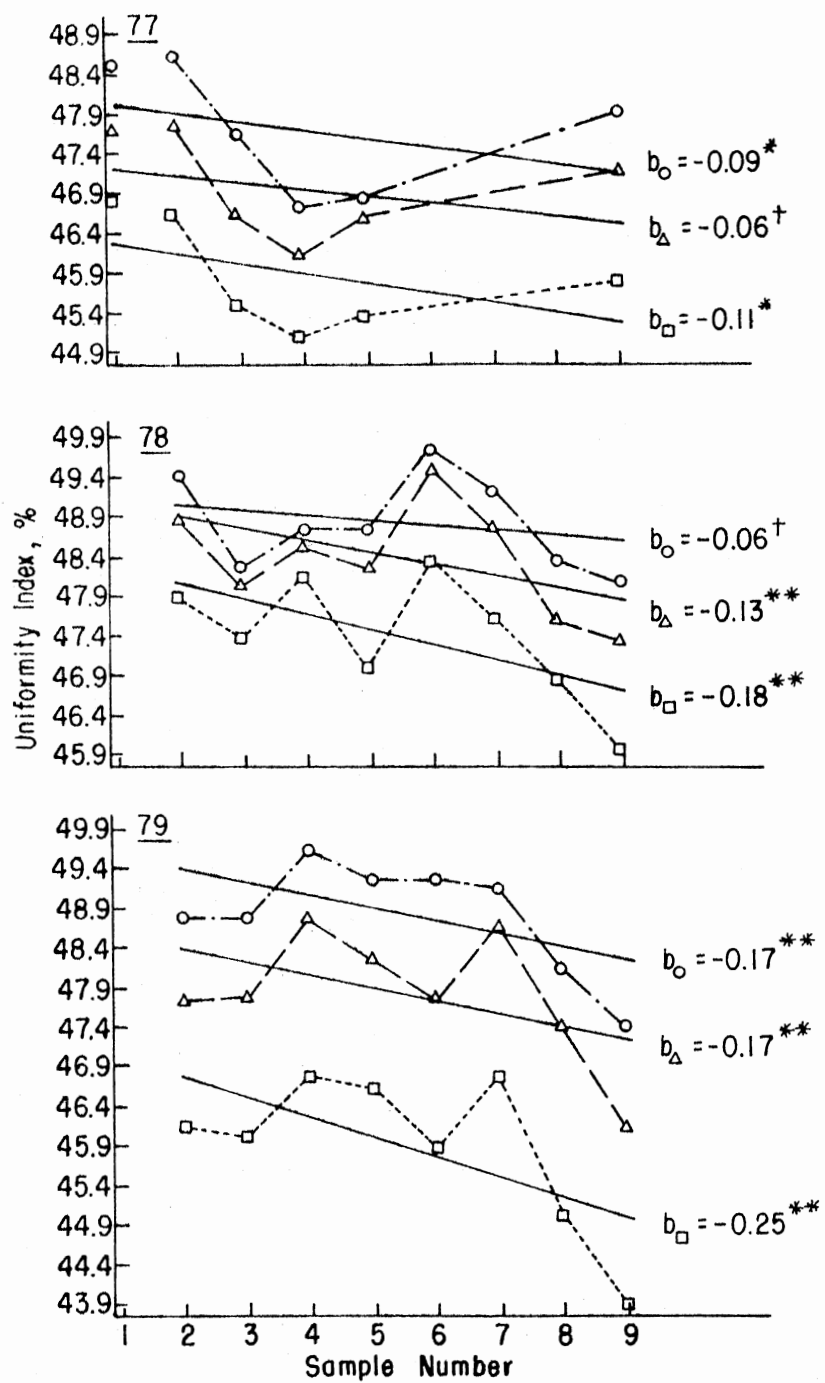 77
48.9
48.4
47.9
47.4
46.9
46.4
45.9
45.4
44.9
b○ = -0.09*
b△ = -0.06†
b□ = -0.11*
Uniformity Index, %
78
49.9
49.4
48.9
48.4
47.9
47.4
46.9
46.4
45.9
b○ = -0.06†
b△ = -0.13**
b□ = -0.18**
79
49.9
49.4
48.9
48.4
47.9
47.4
46.9
46.4
45.9
45.4
44.9
44.4
43.9
b○ = -0.17**
b△ = -0.17**
b□ = -0.25**
1 2 3 4 5 6 7 8 9
Sample Number